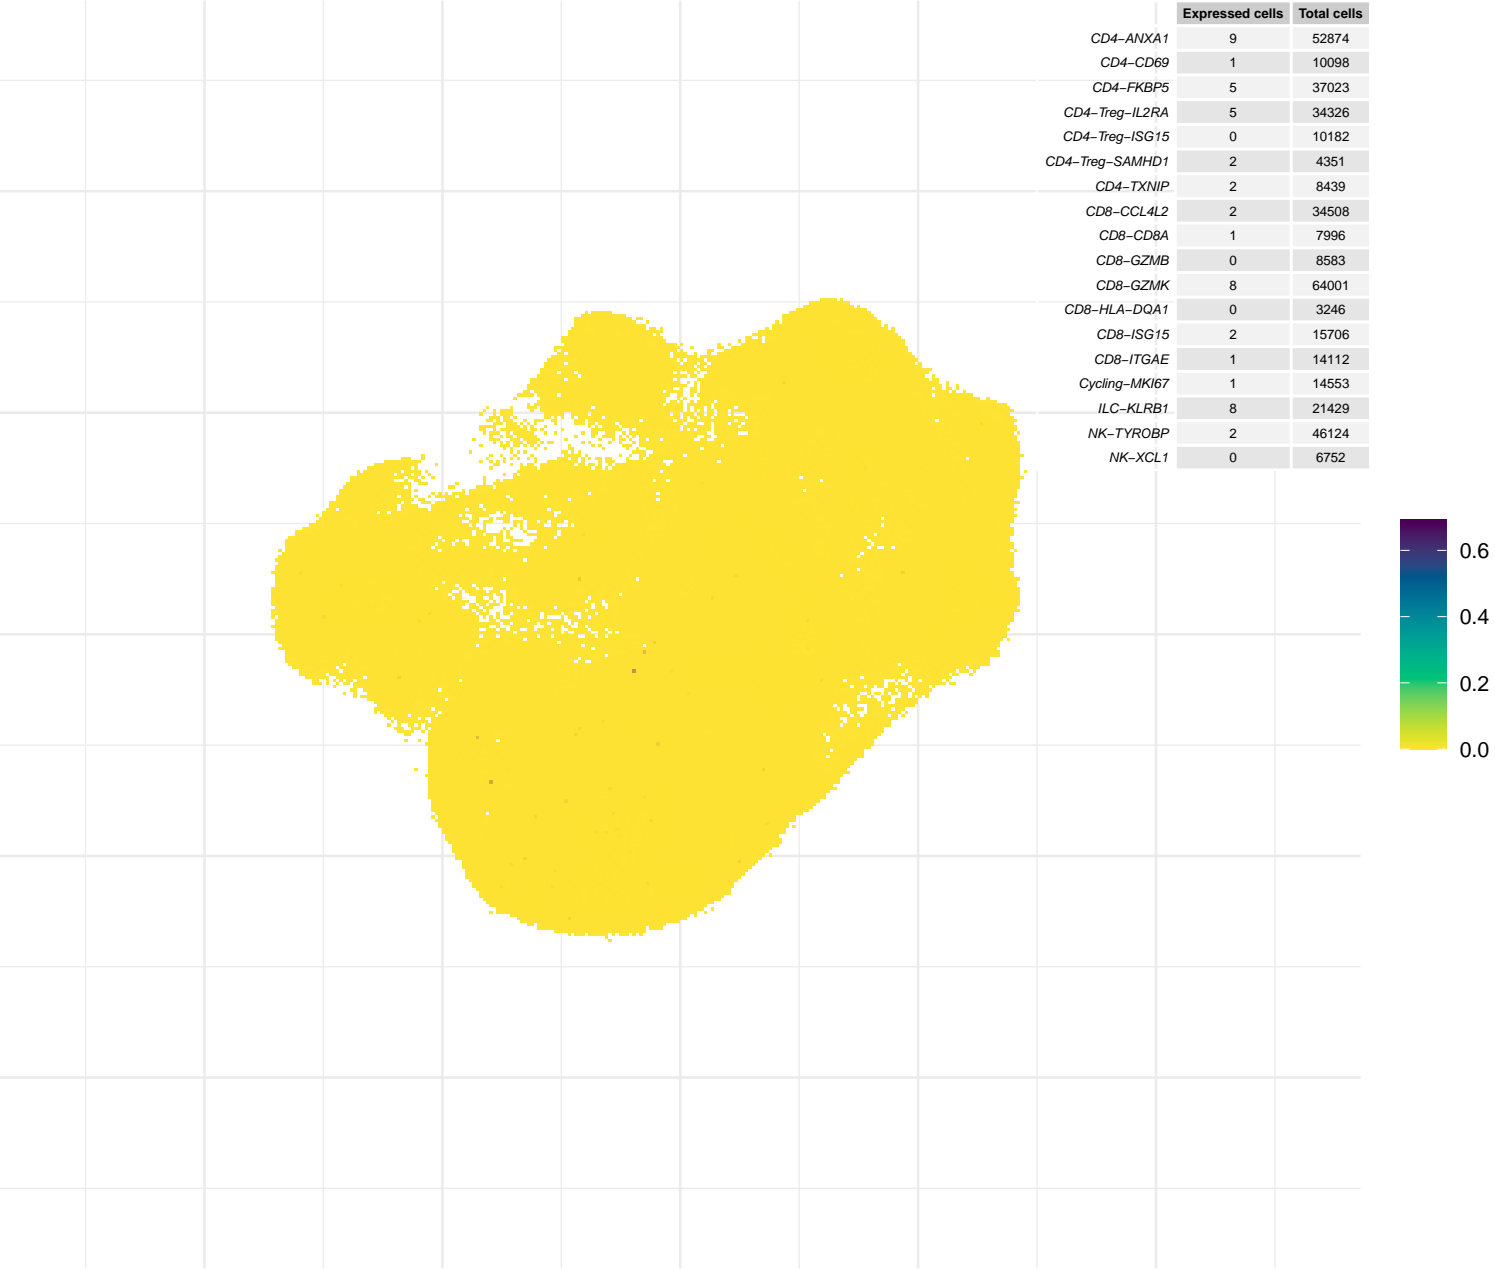 Expressed cells Total cells
CD4−ANXA1 9 52874
CD4−CD69 1 10098
CD4−FKBP5 5 37023
CD4−Treg−IL2RA 5 34326
CD4−Treg−ISG15 0 10182
CD4−Treg−SAMHD1 2 4351
CD4−TXNIP 2 8439
CD8−CCL4L2 2 34508
CD8−CD8A 1 7996
CD8−GZMB 0 8583
CD8−GZMK 8 64001
CD8−HLA−DQA1 0 3246
CD8−ISG15 2 15706
CD8−ITGAE 1 14112
Cycling−MKI67 1 14553
ILC−KLRB1 8 21429
NK−TYROBP 2 46124
NK−XCL1 0 6752
0.6
0.4
0.2
0.0